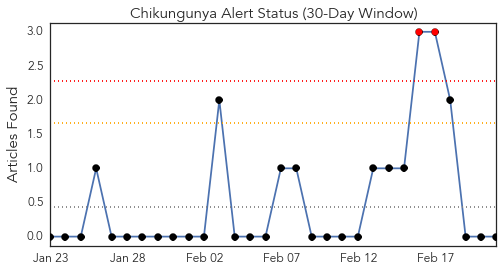 Chikungunya Alert Status (30-Day Window)
Articles Found
3.0
2.5
2.0
1.5
1.0
0.5
0.0
Jan 23 Jan 28 Feb 02 Feb 07 Feb 12 Feb 17